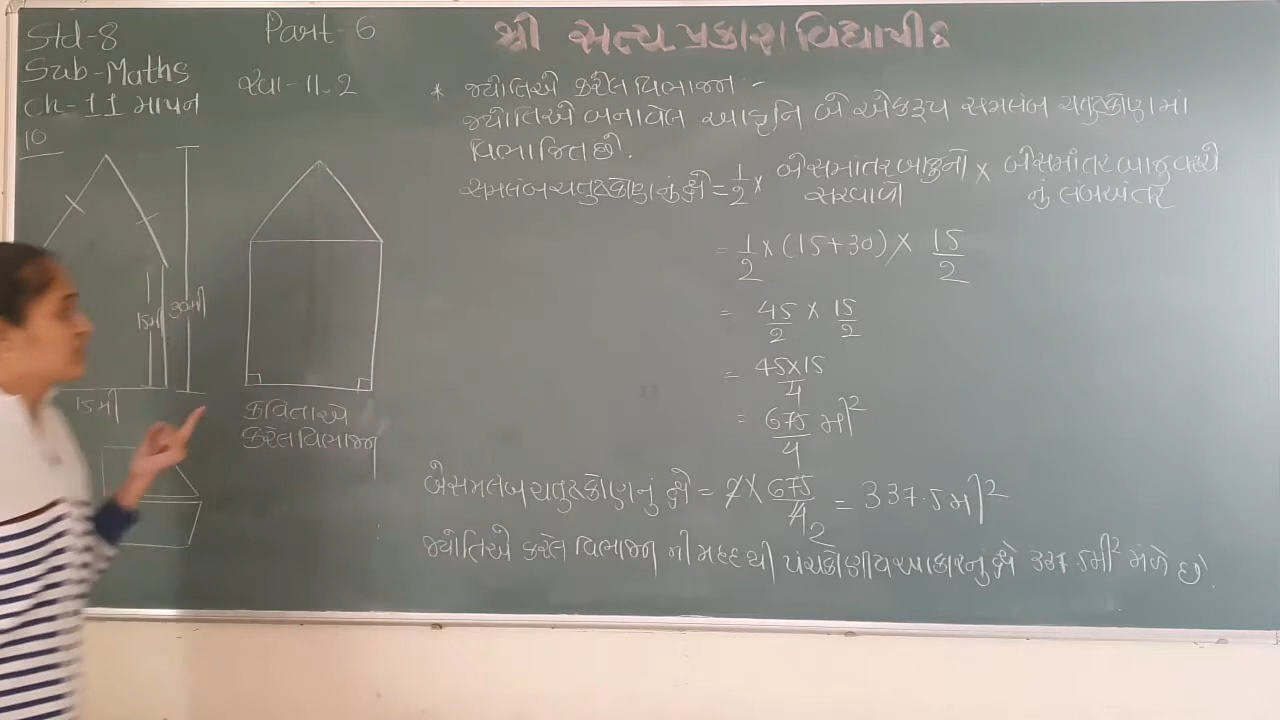 Std-8
Sub-Maths
Ch-11 માપન
10
Part-6
સ્વા-11.2
શ્રી સત્ય પ્રકાશ વિદ્યાપીઠ
* જ્યોતિએ કરેલ વિભાજન :-
જ્યોતિએ બનાવેલ આકૃતિ બે એકરૂપ સમલંબ ચતુષ્કોણમાં
વિભાજિત છે.
સમલંબ ચતુષ્કોણનું ક્ષે = 1/2 × બે સમાતર બાજુનો સરવાળો × બે સમાંતર બાજુ વચ્ચેનું લંબઅંતર
= 1/2 × (15+30) × 15/2
= 45/2 × 15/2
= 45×15/4
= 675/4 મી²
બે સમલંબ ચતુષ્કોણનું ક્ષે = 2 × 675/4 2 = 337.5 મી²
જ્યોતિએ કરેલ વિભાજન ની મદદથી પંચકોણીય આકારનું ક્ષે 337.5મી² મળે છે.
15મી
30મી
15મી
કવિતાએ
કરેલ વિભાજન